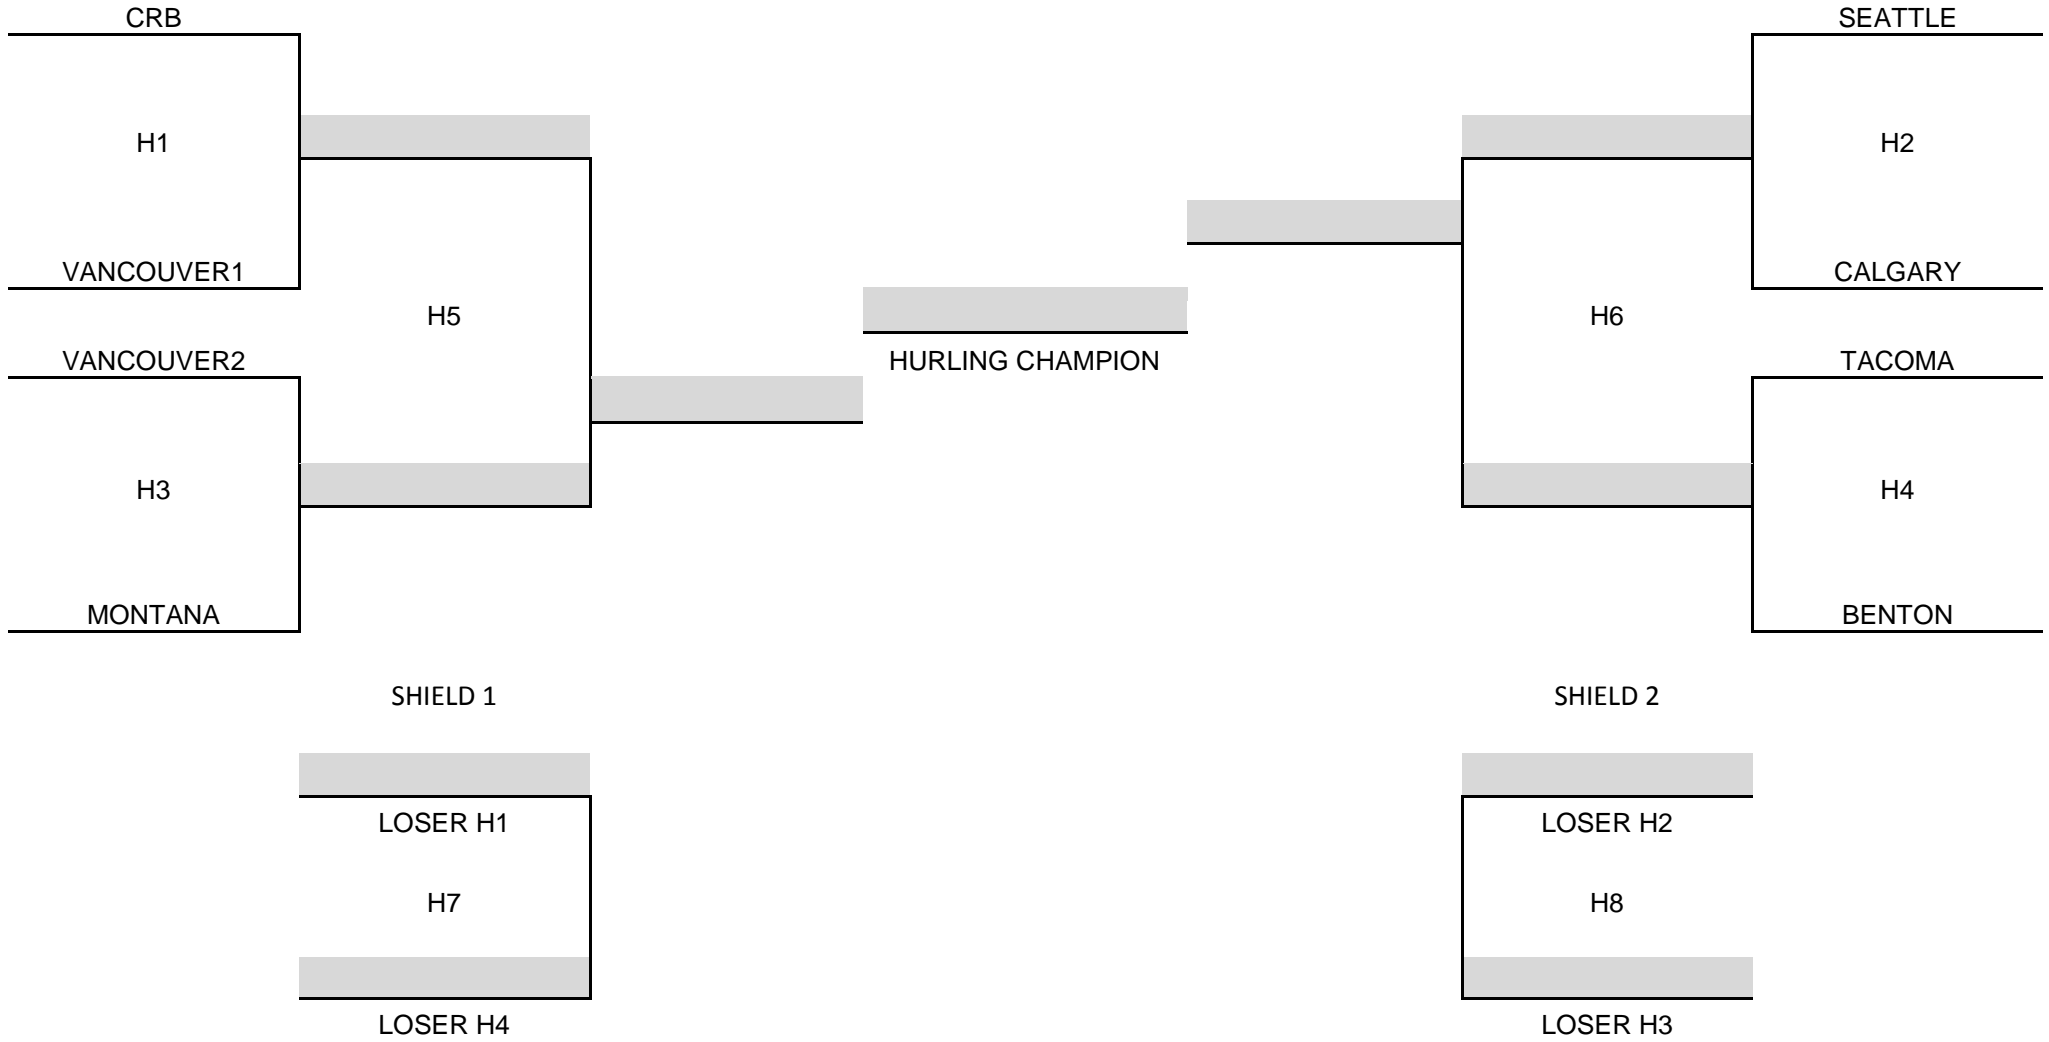 CRB
SEATTLE
H1
H2
VANCOUVER1
CALGARY
H5
H6
VANCOUVER2
HURLING CHAMPION
TACOMA
H3
H4
MONTANA
BENTON
SHIELD 1
SHIELD 2
LOSER H1
LOSER H2
H7
H8
LOSER H4
LOSER H3